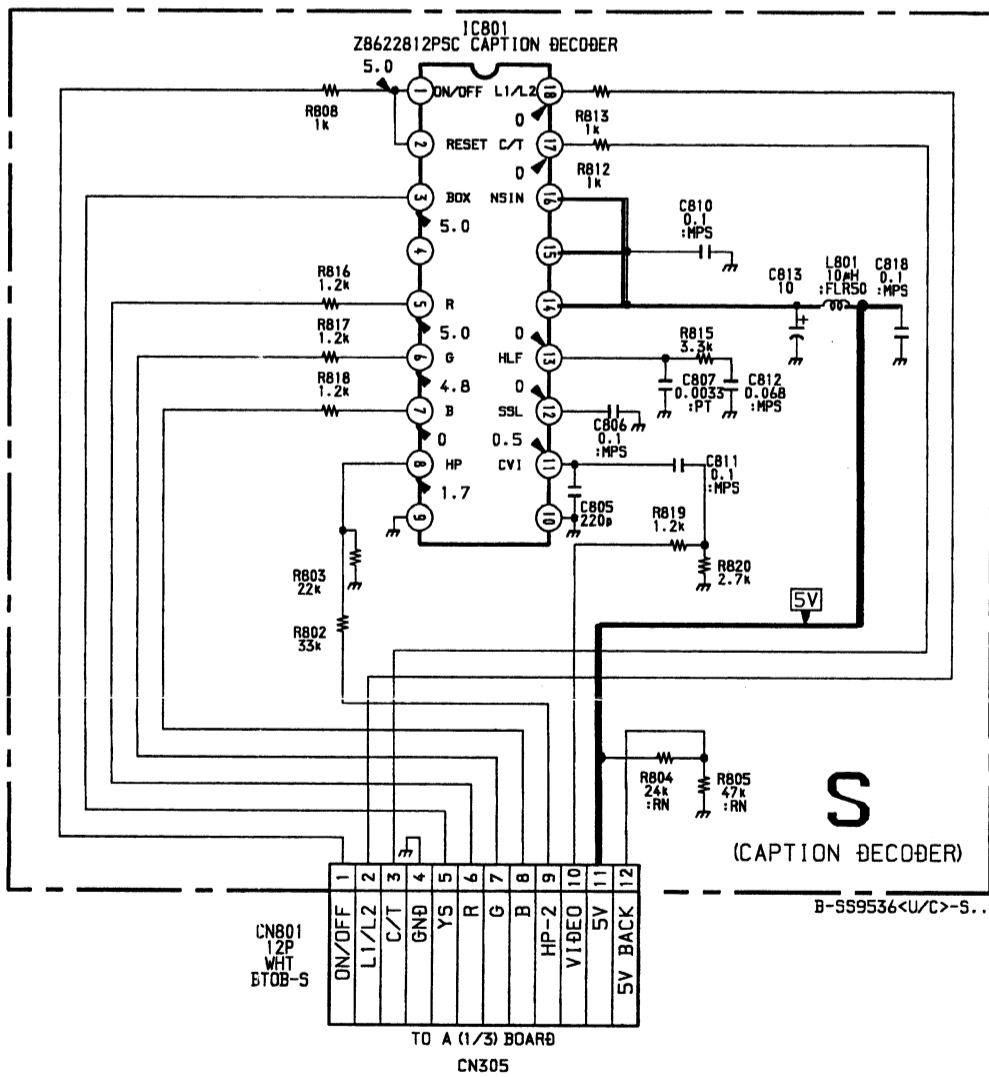 IC801
Z8622812PSC CAPTION DECODER
5.0
1 ON/OFF L1/L2 18
R808
1k
0
R813
1k
2 RESET C/T 17
0
R812
1k
3 BOX NSIN 16
5.0
C810
0.1
:MPS
4 15
R816
1.2k
C813
10
L801
10μH
:FLR50
C818
0.1
:MPS
5 R 14
+
5.0
0
R817
1.2k
R815
3.3k
6 G HLF 13
4.8
0
C807
0.0033
:PT
C812
0.068
:MPS
R818
1.2k
7 B SSL 12
0
0.5
C806
0.1
:MPS
8 HP CVI 11
1.7
C811
0.1
:MPS
C805
220p
9 10
R819
1.2k
R820
2.7k
R803
22k
5V
R802
33k
R804
24k
:RN
R805
47k
:RN
S
(CAPTION DECODER)
1 2 3 4 5 6 7 8 9 10 11 12
B-SS9536<U/C>-S..
CN801
12P
WHT
BTOB-S
ON/OFF
L1/L2
C/T
GND
YS
R
G
B
HP-2
VIDEO
5V
5V BACK
TO A (1/3) BOARD
CN305